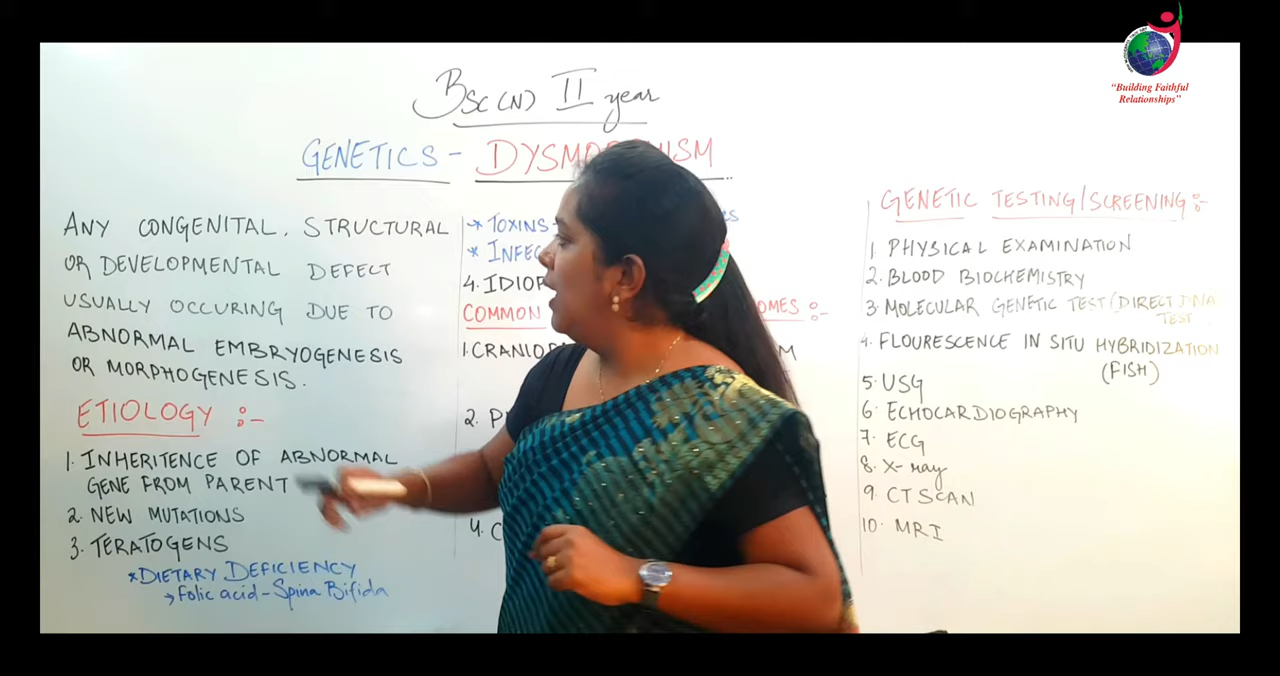 BSc(N) II year
GENETICS - DYSMORPHISM
ANY CONGENITAL, STRUCTURAL
OR DEVELOPMENTAL DEFECT
USUALLY OCCURING DUE TO
ABNORMAL EMBRYOGENESIS
OR MORPHOGENESIS.
ETIOLOGY :-
1. INHERITENCE OF ABNORMAL
GENE FROM PARENT
2. NEW MUTATIONS
3. TERATOGENS
* DIETARY DEFICIENCY
→ Folic acid - Spina Bifida
* TOXINS-
*
4.
COMMON :-
1.
2.
4.
GENETIC TESTING/SCREENING :-
1. PHYSICAL EXAMINATION
2. BLOOD BIOCHEMISTRY
3. MOLECULAR GENETIC TEST (DIRECT DNA
TEST
4. FLOURESCENCE IN SITU HYBRIDIZATION
(FISH)
5. USG
6. ECHOCARDIOGRAPHY
7. ECG
8. X-ray
9. CT SCAN
10. MRI
"Building Faithful
Relationships"